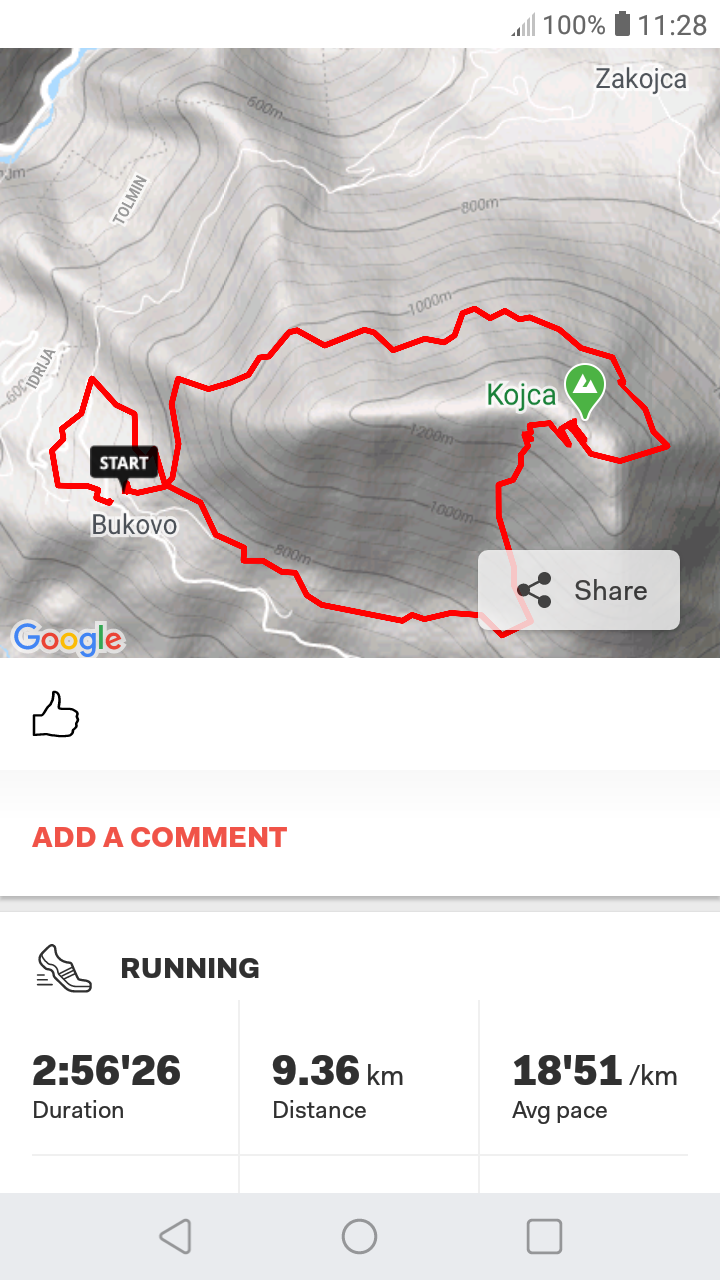 100% 11:28
Zakojca
600m
TOLMIN
800m
1000m
IDRIJA
Kojca
1200m
START
1000m
Bukovo
800m
Share
Google
ADD A COMMENT
RUNNING
2:56'26 9.36 km 18'51 /km
Duration Distance Avg pace